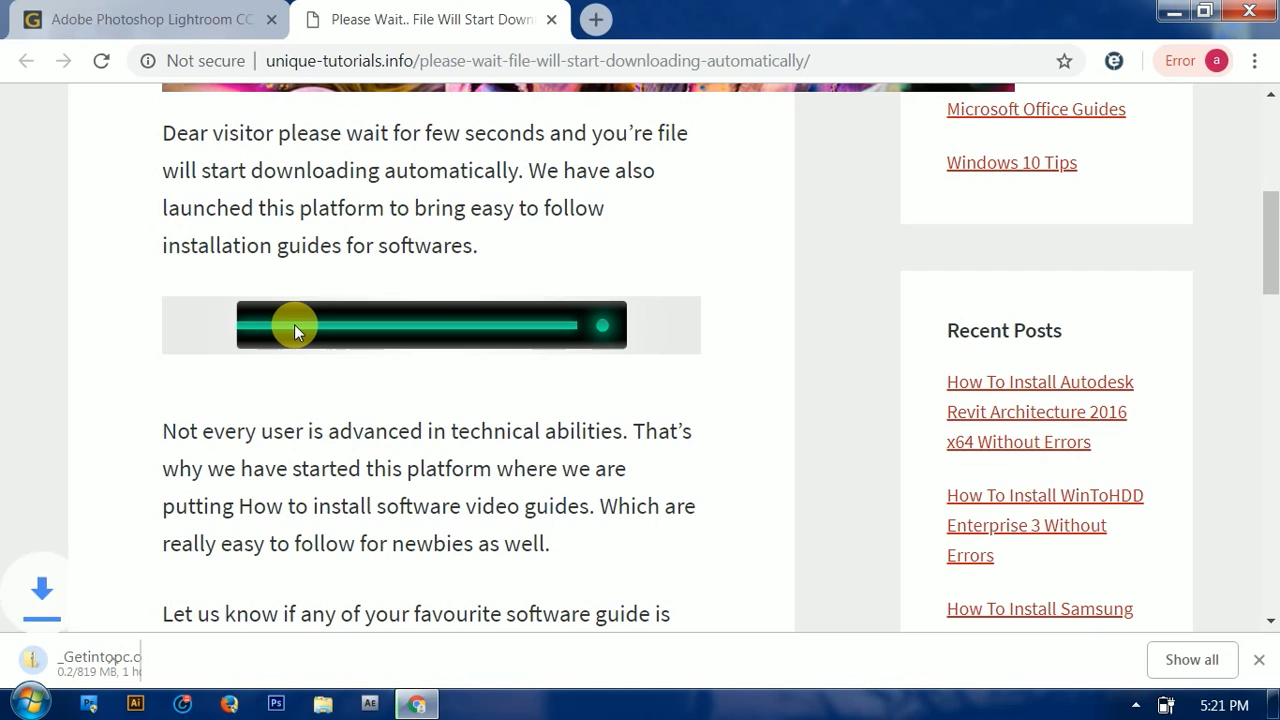 Adobe Photoshop Lightroom CC
Please Wait.. File Will Start Down
Not secure
unique-tutorials.info/please-wait-file-will-start-downloading-automatically/
Error
a
Dear visitor please wait for few seconds and you’re file
will start downloading automatically. We have also
launched this platform to bring easy to follow
installation guides for softwares.
Not every user is advanced in technical abilities. That’s
why we have started this platform where we are
putting How to install software video guides. Which are
really easy to follow for newbies as well.
Let us know if any of your favourite software guide is
Microsoft Office Guides
Windows 10 Tips
Recent Posts
How To Install Autodesk
Revit Architecture 2016
x64 Without Errors
How To Install WinToHDD
Enterprise 3 Without
Errors
How To Install Samsung
_Getintopc.c
0.2/819 MB, 1 h
Show all
Ai
Ps
AE
5:21 PM